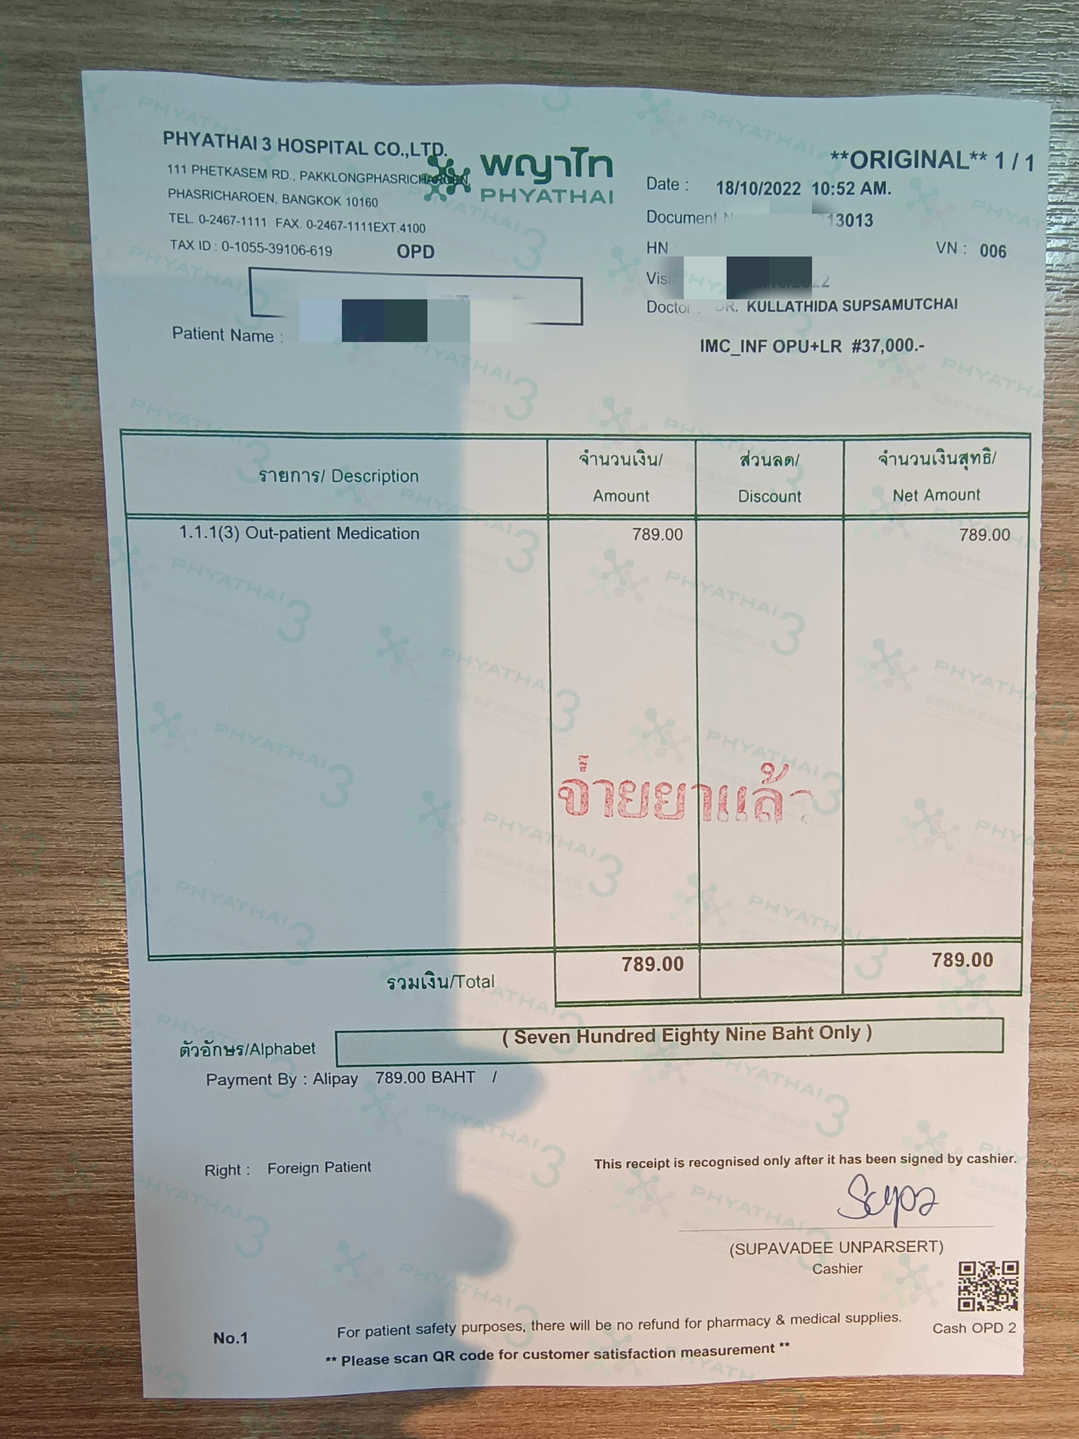 PHYATHAI 3 HOSPITAL CO.,LTD.
111 PHETKASEM RD., PAKKLONGPHASRICHAROEN
PHASRICHAROEN, BANGKOK 10160
TEL. 0-2467-1111 FAX. 0-2467-1111EXT.4100
TAX ID : 0-1055-39106-619
OPD
พญาไท
PHYATHAI
**ORIGINAL** 1 / 1
Date : 18/10/2022 10:52 AM.
Document 13013
HN VN : 006
Doctor : DR. KULLATHIDA SUPSAMUTCHAI
IMC_INF OPU+LR #37,000.-
Patient Name :
รายการ/ Description
จำนวนเงิน/
Amount
ส่วนลด/
Discount
จำนวนเงินสุทธิ/
Net Amount
1.1.1(3) Out-patient Medication 789.00 789.00
จ่ายยาแล้ว
รวมเงิน/Total 789.00 789.00
ตัวอักษร/Alphabet ( Seven Hundred Eighty Nine Baht Only )
Payment By : Alipay 789.00 BAHT /
Right : Foreign Patient
This receipt is recognised only after it has been signed by cashier.
(SUPAVADEE UNPARSERT)
Cashier
Cash OPD 2
No.1
For patient safety purposes, there will be no refund for pharmacy & medical supplies.
** Please scan QR code for customer satisfaction measurement **